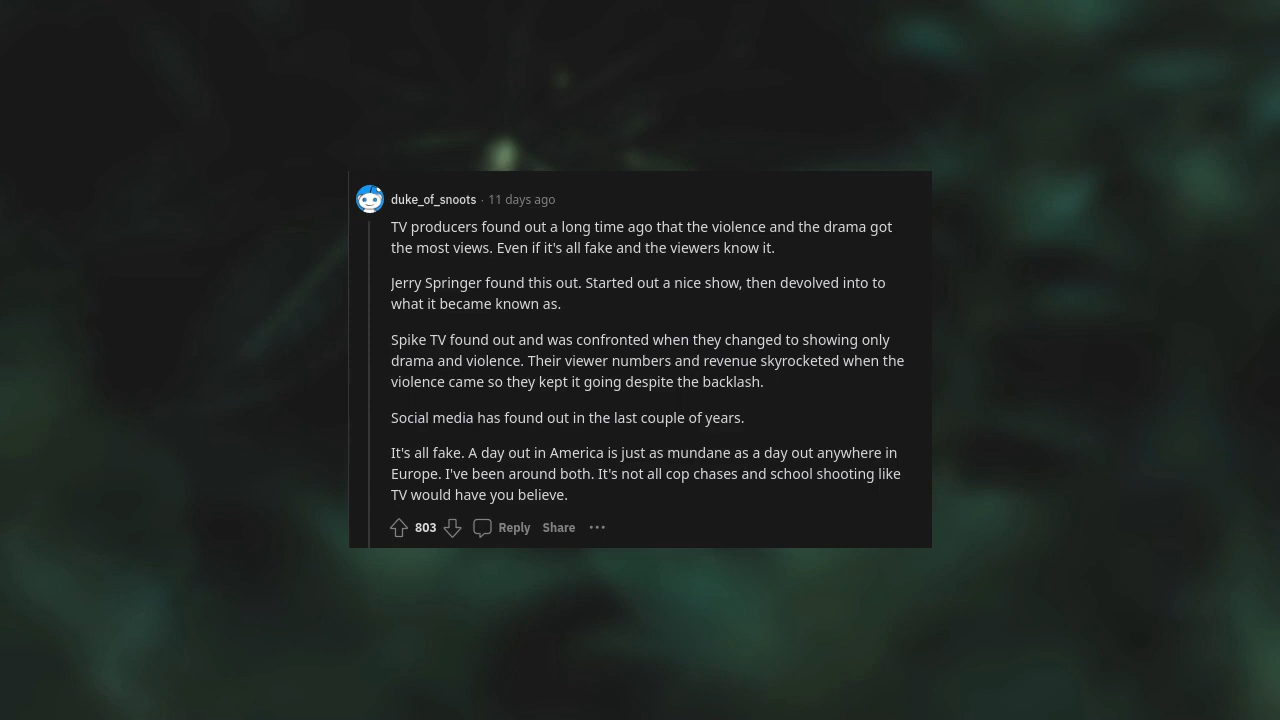 duke_of_snoots · 11 days ago
TV producers found out a long time ago that the violence and the drama got
the most views. Even if it's all fake and the viewers know it.
Jerry Springer found this out. Started out a nice show, then devolved into to
what it became known as.
Spike TV found out and was confronted when they changed to showing only
drama and violence. Their viewer numbers and revenue skyrocketed when the
violence came so they kept it going despite the backlash.
Social media has found out in the last couple of years.
It's all fake. A day out in America is just as mundane as a day out anywhere in
Europe. I've been around both. It's not all cop chases and school shooting like
TV would have you believe.
803 Reply Share ···